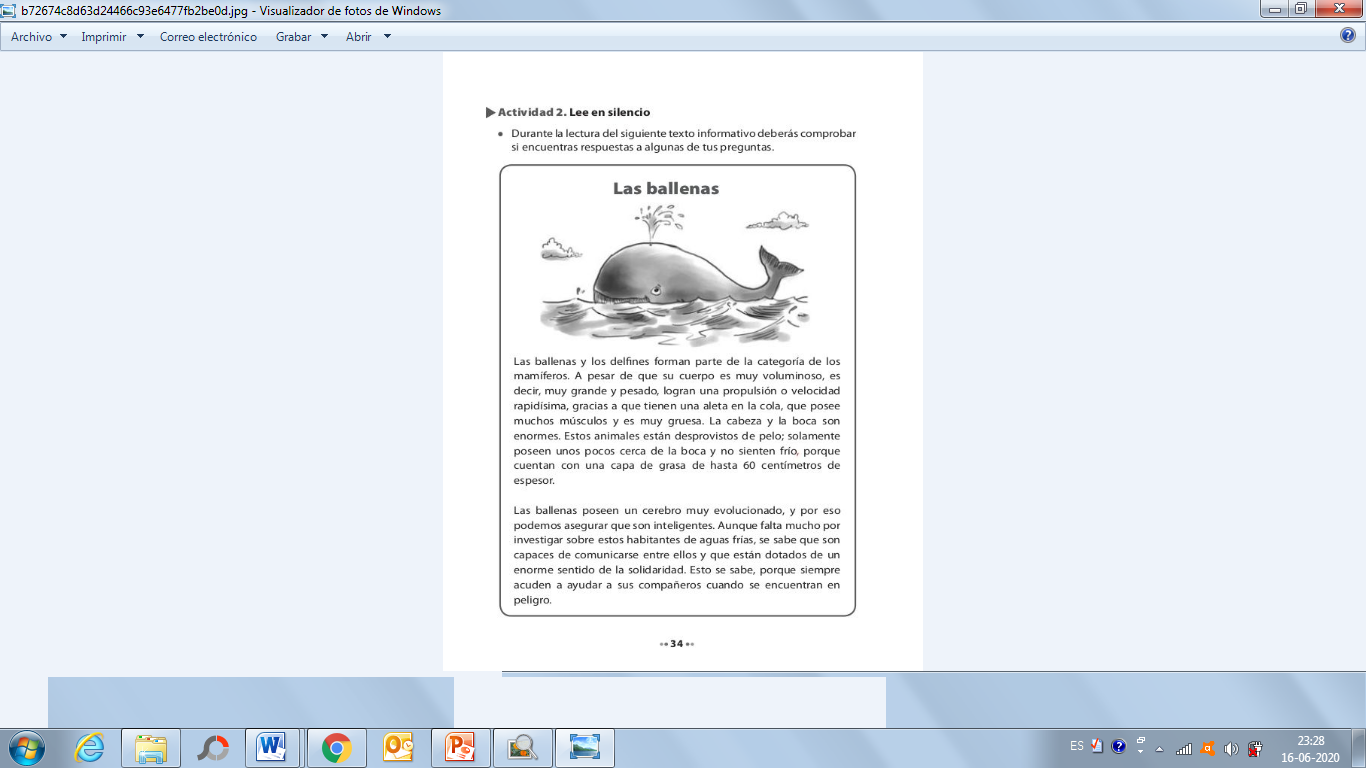 b72674c8d63d24466c93e6477fb2be0d.jpg - Visualizador de fotos de Windows
Archivo Imprimir Correo electrónico Grabar Abrir
Actividad 2. Lee en silencio
• Durante la lectura del siguiente texto informativo deberás comprobar
si encuentras respuestas a algunas de tus preguntas.
Las ballenas
Las ballenas y los delfines forman parte de la categoría de los
mamíferos. A pesar de que su cuerpo es muy voluminoso, es
decir, muy grande y pesado, logran una propulsión o velocidad
rapidísima, gracias a que tienen una aleta en la cola, que posee
muchos músculos y es muy gruesa. La cabeza y la boca son
enormes. Estos animales están desprovistos de pelo; solamente
poseen unos pocos cerca de la boca y no sienten frío, porque
cuentan con una capa de grasa de hasta 60 centímetros de
espesor.
Las ballenas poseen un cerebro muy evolucionado, y por eso
podemos asegurar que son inteligentes. Aunque falta mucho por
investigar sobre estos habitantes de aguas frías, se sabe que son
capaces de comunicarse entre ellos y que están dotados de un
enorme sentido de la solidaridad. Esto se sabe, porque siempre
acuden a ayudar a sus compañeros cuando se encuentran en
peligro.
34
ES
23:28
16-06-2020